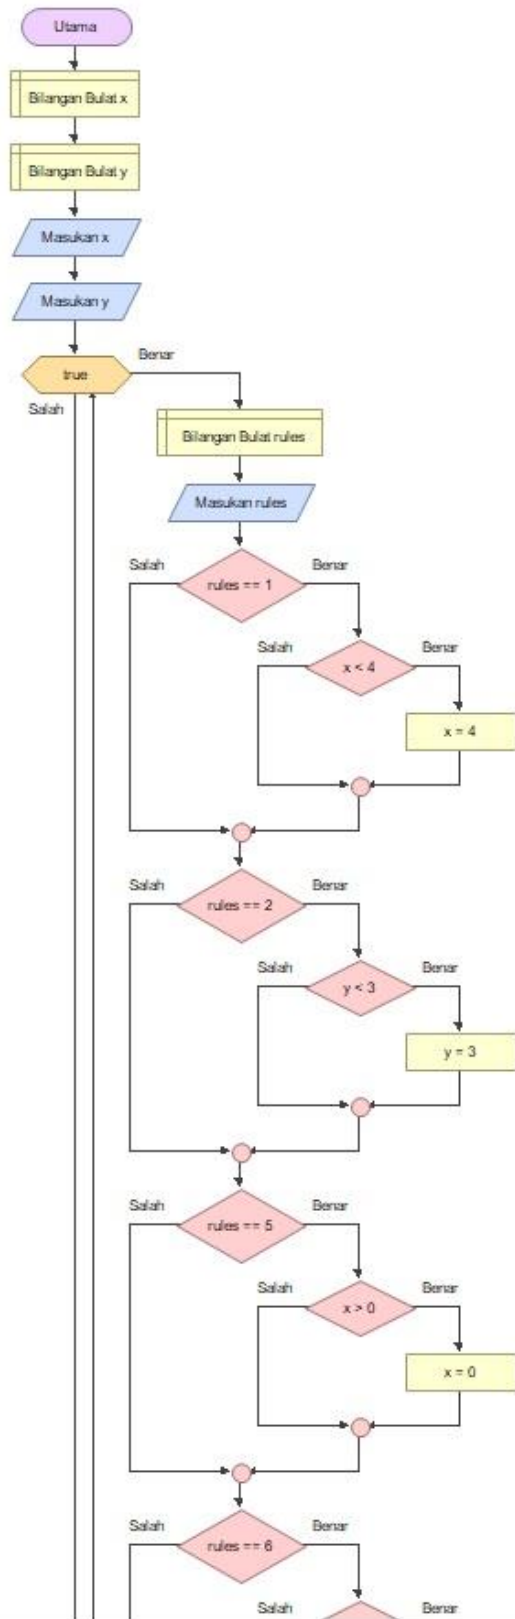 Utama
Bilangan Bulat x
Bilangan Bulat y
Masukan x
Masukan y
true
Benar
Salah
Bilangan Bulat rules
Masukan rules
Salah
rules == 1
Benar
Salah
x < 4
Benar
x = 4
Salah
rules == 2
Benar
Salah
y < 3
Benar
y = 3
Salah
rules == 5
Benar
Salah
x > 0
Benar
x = 0
Salah
rules == 6
Benar
Salah
Benar